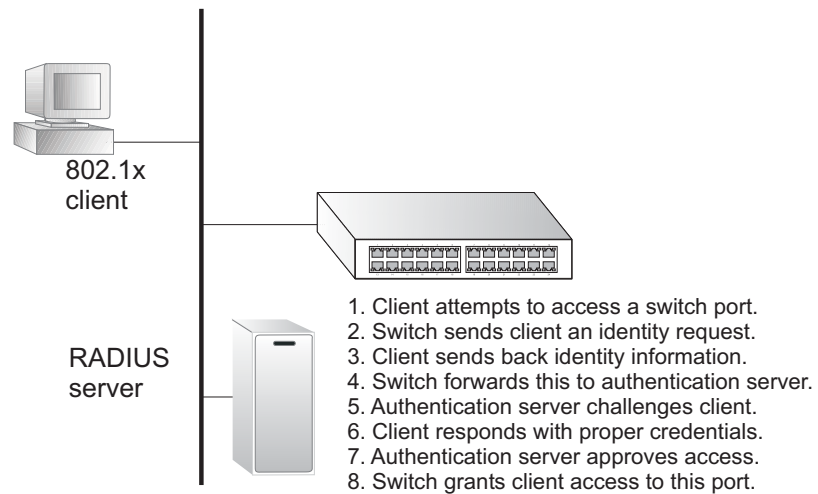 802.1x
client
RADIUS
server
1. Client attempts to access a switch port.
2. Switch sends client an identity request.
3. Client sends back identity information.
4. Switch forwards this to authentication server.
5. Authentication server challenges client.
6. Client responds with proper credentials.
7. Authentication server approves access.
8. Switch grants client access to this port.